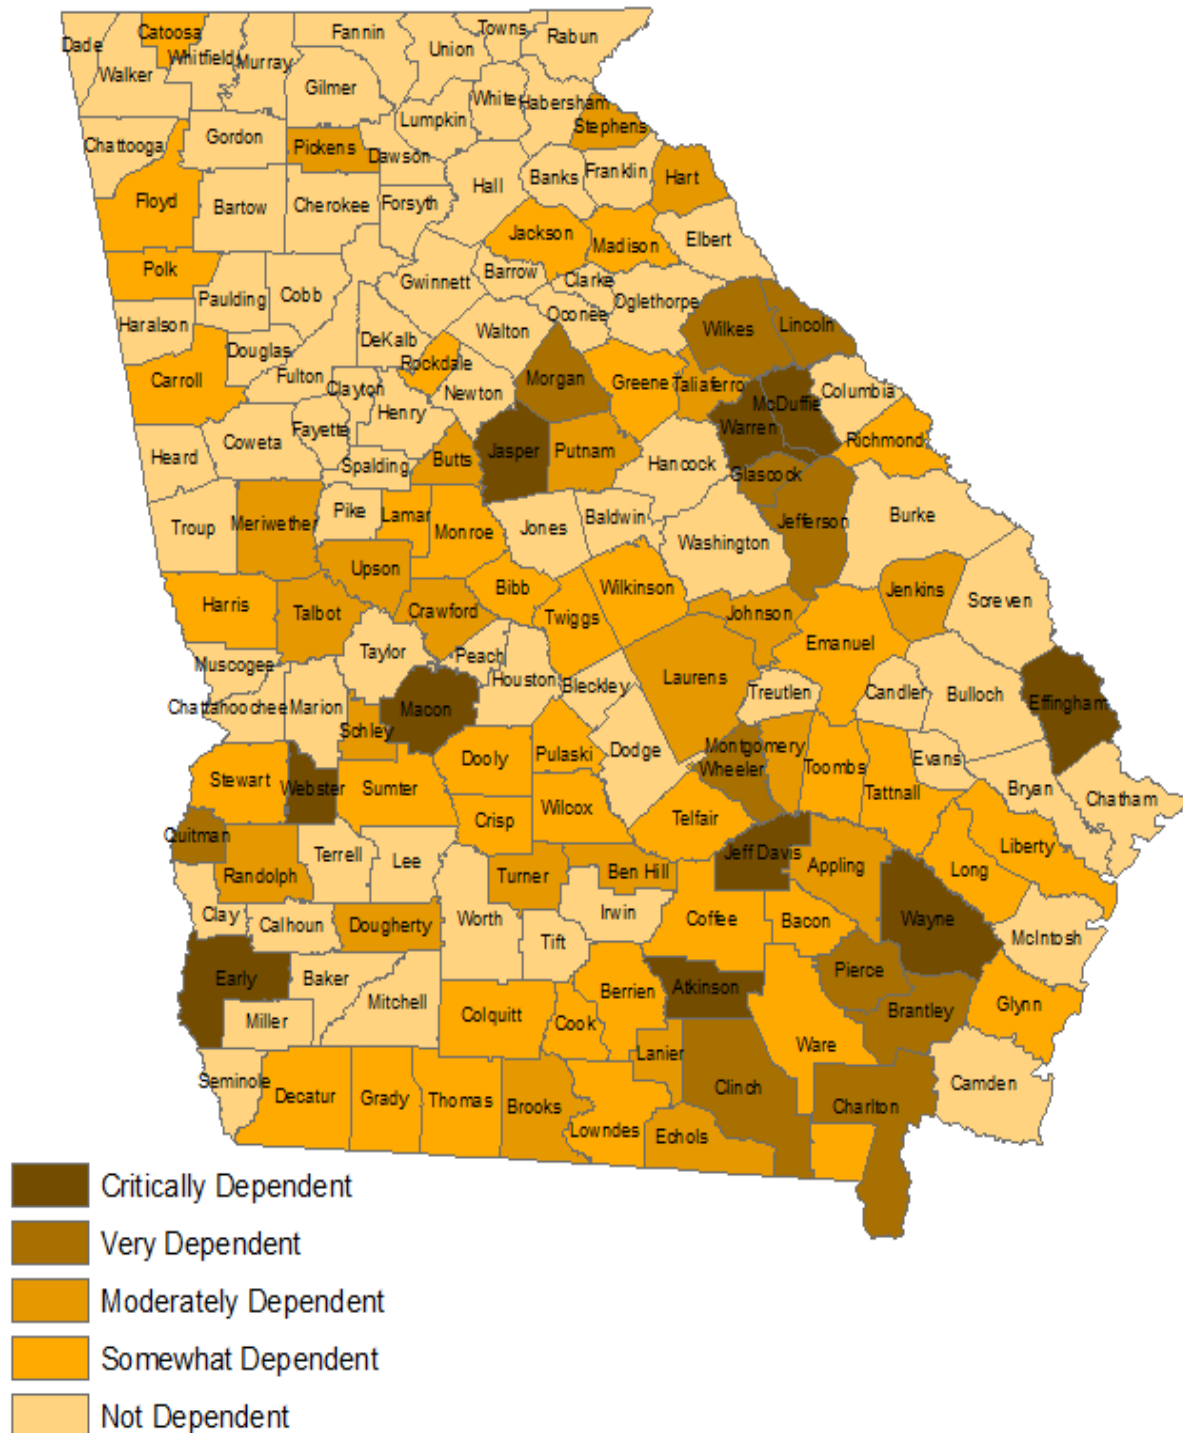 Dade
Catoosa
Whitfield
Murray
Fannin
Union
Towns
Rabun
Walker
Gilmer
White
Habersham
Lumpkin
Stephens
Chattooga
Gordon
Pickens
Dawson
Hall
Banks
Franklin
Hart
Floyd
Bartow
Cherokee
Forsyth
Jackson
Madison
Elbert
Polk
Paulding
Cobb
Gwinnett
Barrow
Clarke
Oconee
Oglethorpe
Haralson
Douglas
DeKalb
Walton
Wilkes
Lincoln
Carroll
Fulton
Clayton
Rockdale
Newton
Morgan
Greene
Taliaferro
McDuffie
Columbia
Heard
Coweta
Fayette
Henry
Spalding
Butts
Jasper
Putnam
Hancock
Warren
Glascock
Richmond
Troup
Meriwether
Pike
Lamar
Monroe
Jones
Baldwin
Washington
Jefferson
Burke
Upson
Harris
Talbot
Crawford
Bibb
Twiggs
Wilkinson
Johnson
Jenkins
Screven
Emanuel
Muscogee
Taylor
Peach
Houston
Bleckley
Laurens
Treutlen
Candler
Bulloch
Effingham
Chattahoochee
Marion
Schley
Macon
Dooly
Pulaski
Dodge
Montgomery
Wheeler
Toombs
Tattnall
Evans
Bryan
Chatham
Stewart
Webster
Sumter
Crisp
Wilcox
Telfair
Quitman
Randolph
Terrell
Lee
Turner
Ben Hill
Jeff Davis
Appling
Long
Liberty
Clay
Calhoun
Dougherty
Worth
Tift
Irwin
Coffee
Bacon
Wayne
McIntosh
Early
Baker
Mitchell
Miller
Colquitt
Cook
Berrien
Atkinson
Pierce
Brantley
Glynn
Ware
Lanier
Seminole
Decatur
Grady
Thomas
Brooks
Lowndes
Echols
Clinch
Charlton
Camden
Critically Dependent
Very Dependent
Moderately Dependent
Somewhat Dependent
Not Dependent